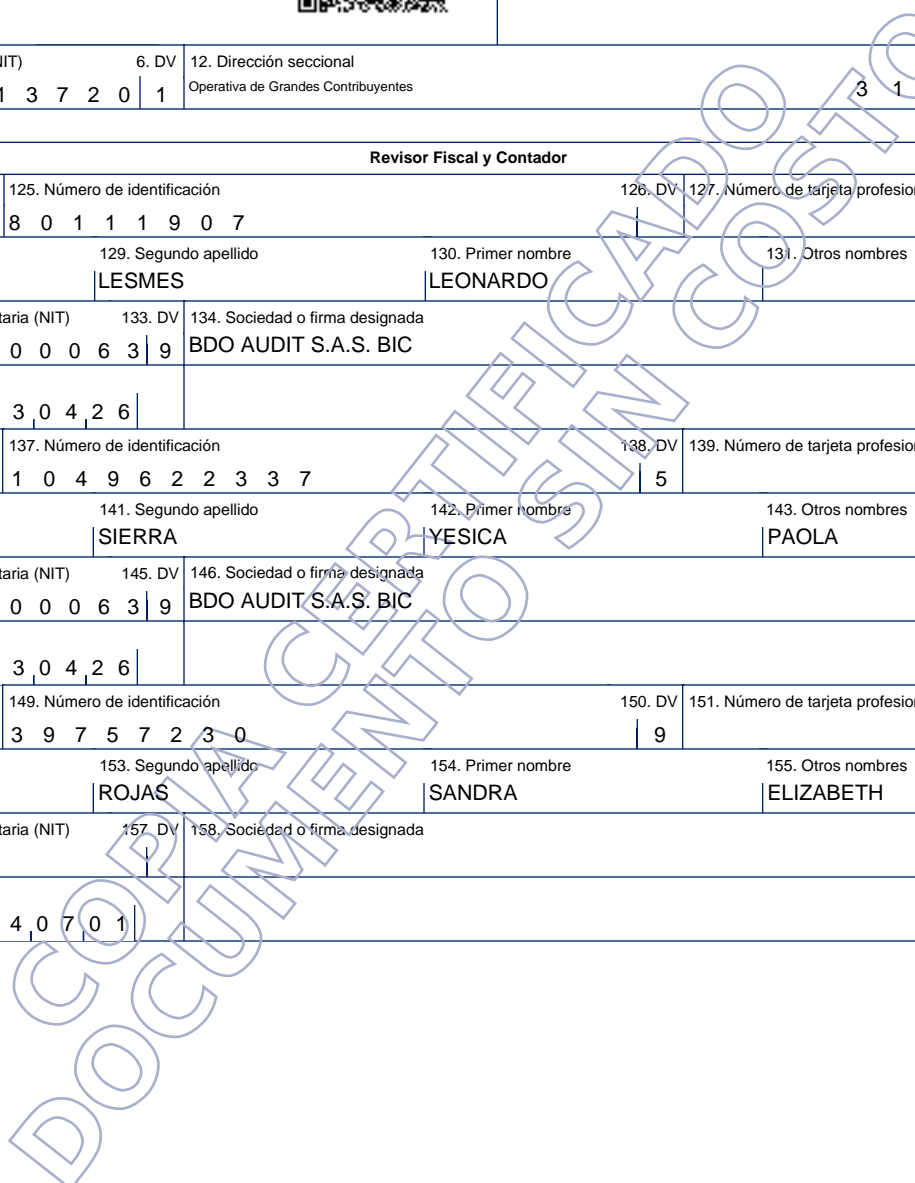 NIT) 6. DV 12. Dirección seccional
1 3 7 2 0 1 Operativa de Grandes Contribuyentes 3 1
Revisor Fiscal y Contador
125. Número de identificación 126. DV 127. Número de tarjeta profesion
8 0 1 1 1 9 0 7
129. Segundo apellido 130. Primer nombre 131. Otros nombres
LESMES LEONARDO
taria (NIT) 133. DV 134. Sociedad o firma designada
0 0 0 6 3 9 BDO AUDIT S.A.S. BIC
3 0 4 2 6
137. Número de identificación 138. DV 139. Número de tarjeta profesion
1 0 4 9 6 2 2 3 3 7 5
141. Segundo apellido 142. Primer nombre 143. Otros nombres
SIERRA YESICA PAOLA
taria (NIT) 145. DV 146. Sociedad o firma designada
0 0 0 6 3 9 BDO AUDIT S.A.S. BIC
3 0 4 2 6
149. Número de identificación 150. DV 151. Número de tarjeta profesion
3 9 7 5 7 2 3 0 9
153. Segundo apellido 154. Primer nombre 155. Otros nombres
ROJAS SANDRA ELIZABETH
taria (NIT) 157. DV 158. Sociedad o firma designada
4 0 7 0 1
COPIA CERTIFICADO
DOCUMENTO SIN COSTO